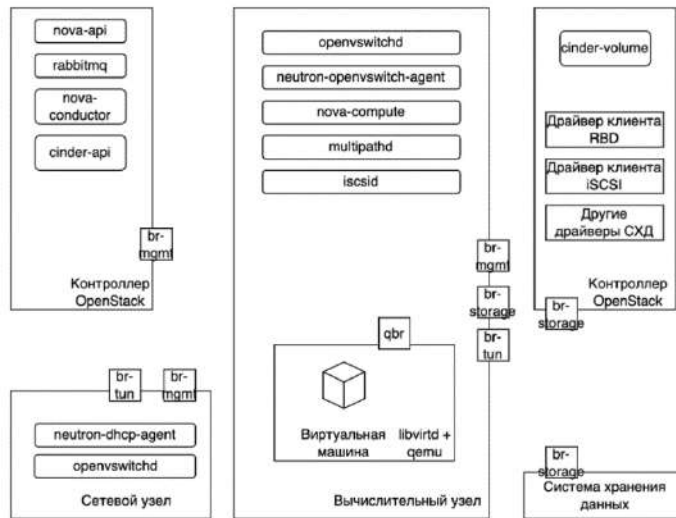 nova-api
rabbitmq
nova-
conductor
cinder-api
br-
mgmt
Контроллер
OpenStack
openvswitchd
neutron-openvswitch-agent
nova-compute
multipathd
iscsid
br-
mgmt
br-
storage
br-
tun
qbr
Виртуальная
машина
libvirtd +
qemu
Вычислительный узел
cinder-volume
Драйвер клиента
RBD
Драйвер клиента
iSCSI
Другие
драйверы СХД
Контроллер
OpenStack
br-
storage
br-
tun
br-
mgmt
neutron-dhcp-agent
openvswitchd
Сетевой узел
br-
storage
Система хранения
данных